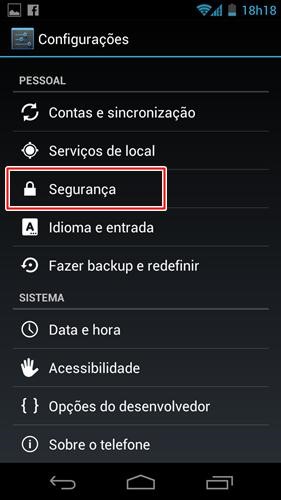 18h18
Configurações
PESSOAL
Contas e sincronização
Serviços de local
Segurança
A...
Idioma e entrada
Fazer backup e redefinir
SISTEMA
Data e hora
Acessibilidade
{ } Opções do desenvolvedor
Sobre o telefone